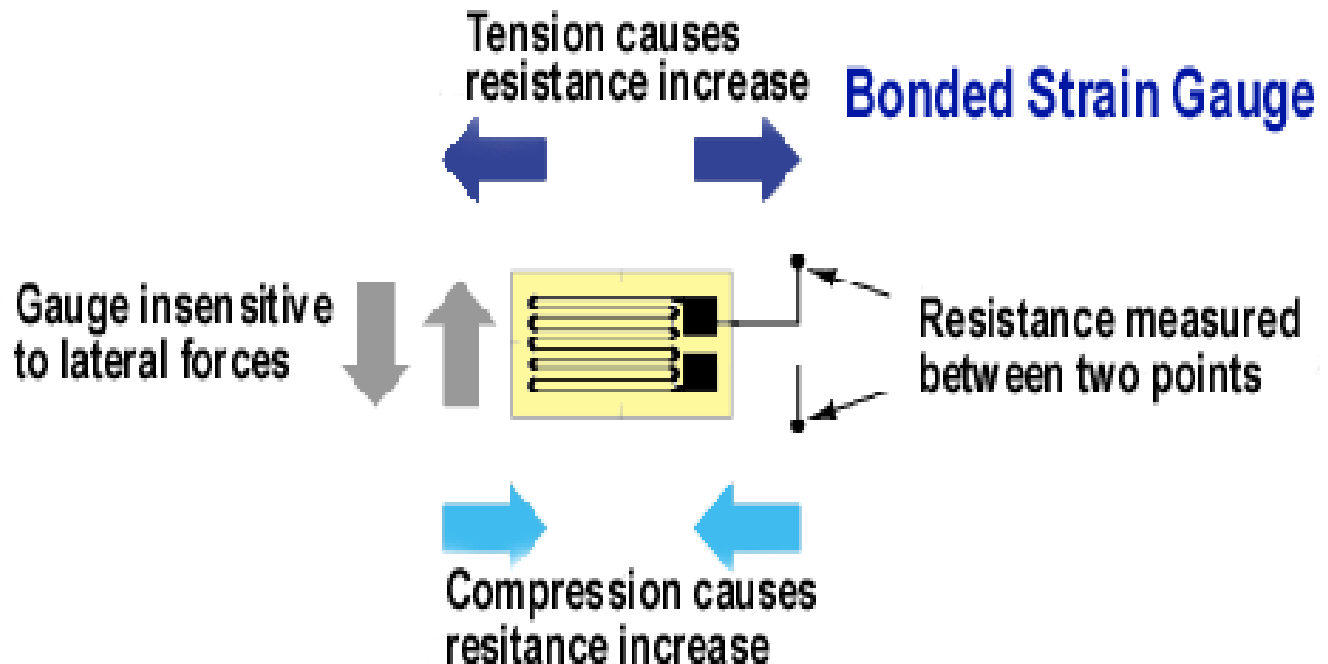 Tension causes
resistance increase
Bonded Strain Gauge
Gauge insensitive
to lateral forces
Resistance measured
between two points
Compression causes
resitance increase